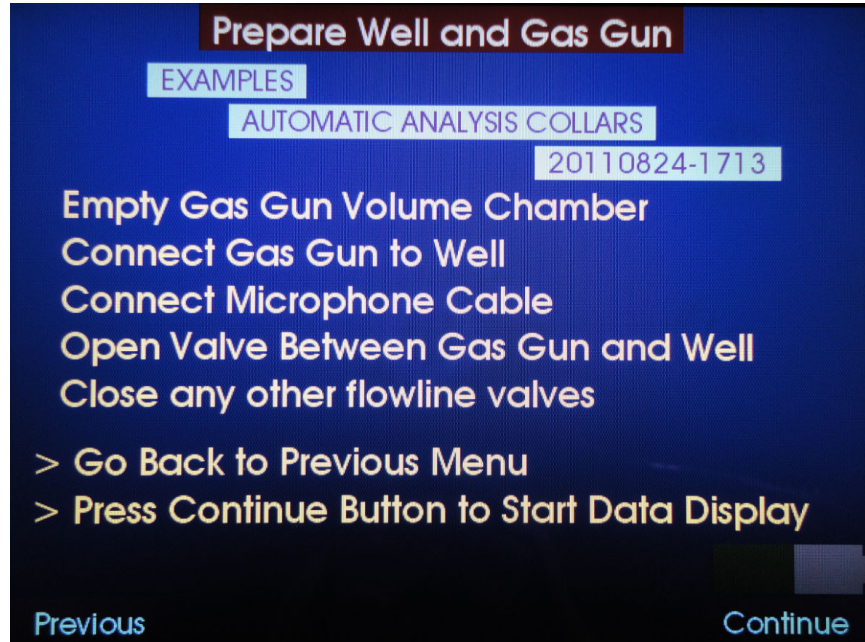 Prepare Well and Gas Gun
EXAMPLES
AUTOMATIC ANALYSIS COLLARS
20110824-1713
Empty Gas Gun Volume Chamber
Connect Gas Gun to Well
Connect Microphone Cable
Open Valve Between Gas Gun and Well
Close any other flowline valves
> Go Back to Previous Menu
> Press Continue Button to Start Data Display
Previous
Continue